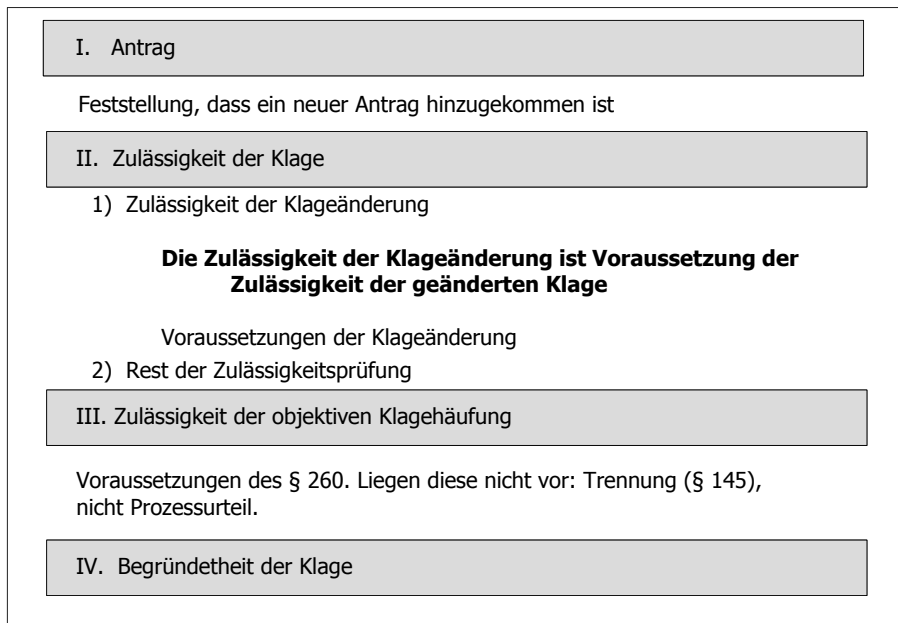 I. Antrag
Feststellung, dass ein neuer Antrag hinzugekommen ist
II. Zulässigkeit der Klage
1) Zulässigkeit der Klageänderung
Die Zulässigkeit der Klageänderung ist Voraussetzung der
Zulässigkeit der geänderten Klage
Voraussetzungen der Klageänderung
2) Rest der Zulässigkeitsprüfung
III. Zulässigkeit der objektiven Klagehäufung
Voraussetzungen des § 260. Liegen diese nicht vor: Trennung (§ 145),
nicht Prozessurteil.
IV. Begründetheit der Klage